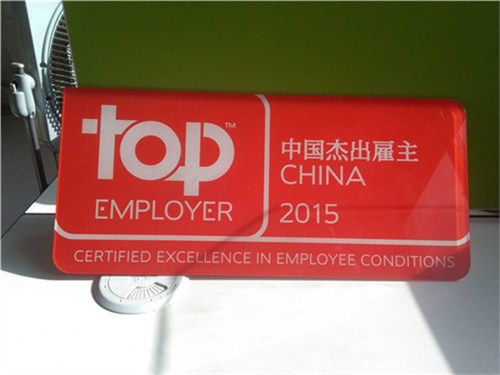 top™
EMPLOYER
中国杰出雇主
CHINA
2015
CERTIFIED EXCELLENCE IN EMPLOYEE CONDITIONS